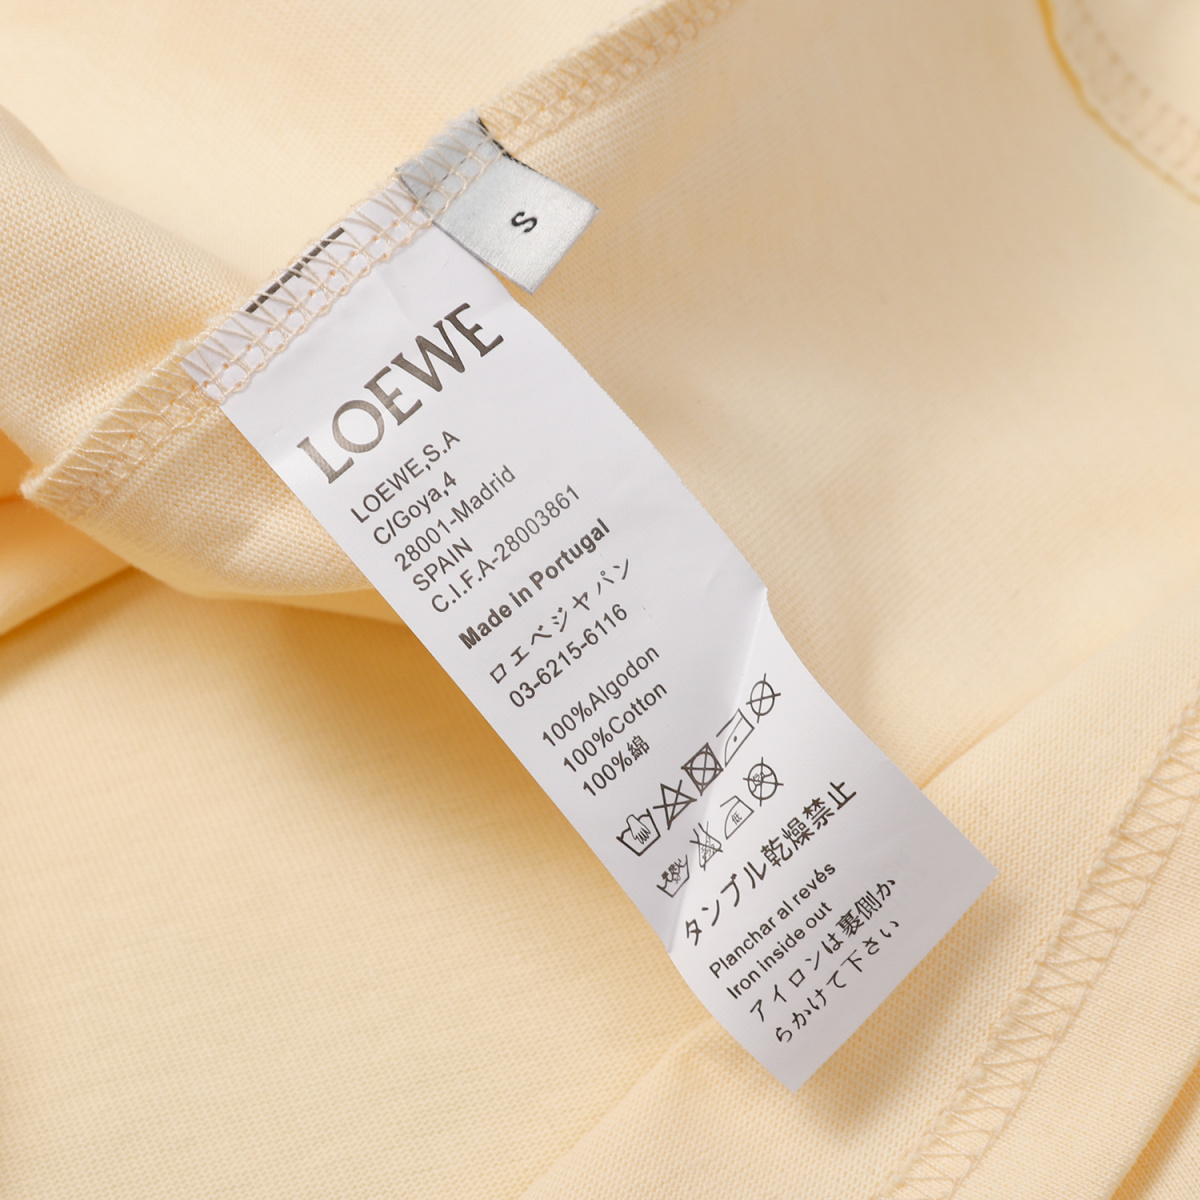 S
LOEWE
LOEWE,S.A
C/Goya,4
28001-Madrid
SPAIN
C.I.F.A-28003861
Made in Portugal
ロェベジャパン
03-6215-6116
100%Algodon
100%Cotton
100%綿
低
タンブル乾燥禁止
Planchar al revés
Iron inside out
アイロンは裏側か
らかけて下さい